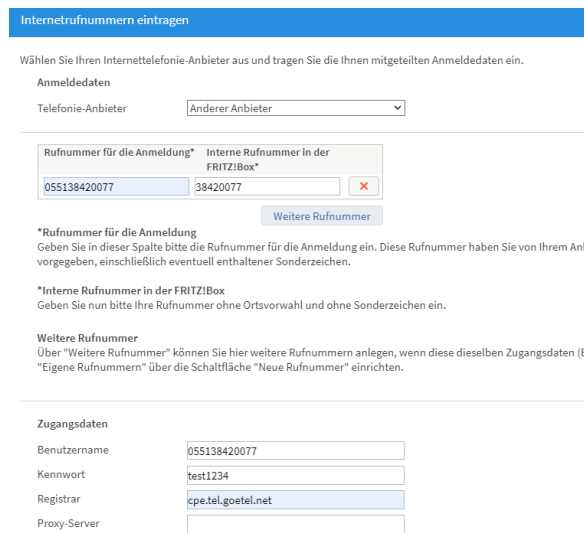 Internetrufnummern eintragen
Wählen Sie Ihren Internettelefonie-Anbieter aus und tragen Sie die Ihnen mitgeteilten Anmeldedaten ein.
Anmeldedaten
Telefonie-Anbieter Anderer Anbieter
Rufnummer für die Anmeldung* Interne Rufnummer in der
FRITZ!Box*
055138420077 38420077
Weitere Rufnummer
*Rufnummer für die Anmeldung
Geben Sie in dieser Spalte bitte die Rufnummer für die Anmeldung ein. Diese Rufnummer haben Sie von Ihrem
vorgegeben, einschließlich eventuell enthaltener Sonderzeichen.
*Interne Rufnummer in der FRITZ!Box
Geben Sie nun bitte Ihre Rufnummer ohne Ortsvorwahl und ohne Sonderzeichen ein.
Weitere Rufnummer
Über "Weitere Rufnummer" können Sie hier weitere Rufnummern anlegen, wenn diese dieselben Zugangsdaten
"Eigene Rufnummern" über die Schaltfläche "Neue Rufnummer" einrichten.
Zugangsdaten
Benutzername 055138420077
Kennwort test1234
Registrar cpe.tel.goetel.net
Proxy-Server